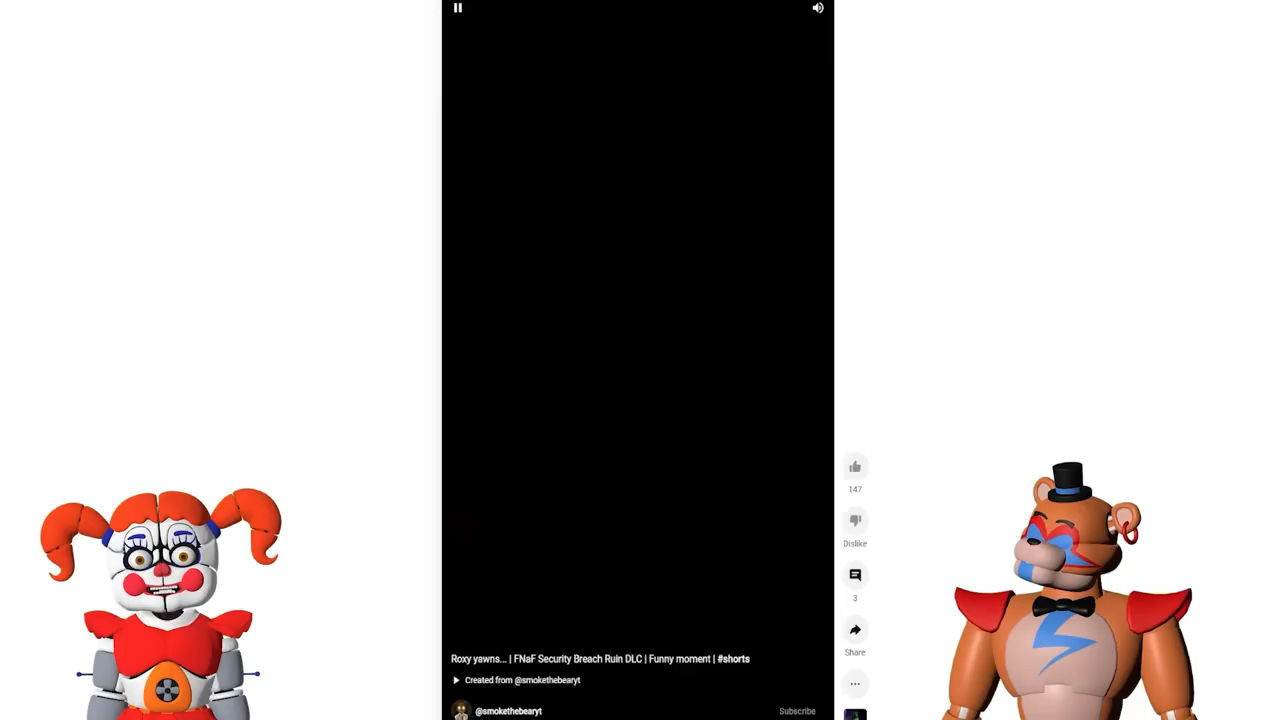 147
Dislike
3
Share
Roxy yawns... | FNaF Security Breach Ruin DLC | Funny moment | #shorts
Created from @smokethebearyt
@smokethebearyt
Subscribe